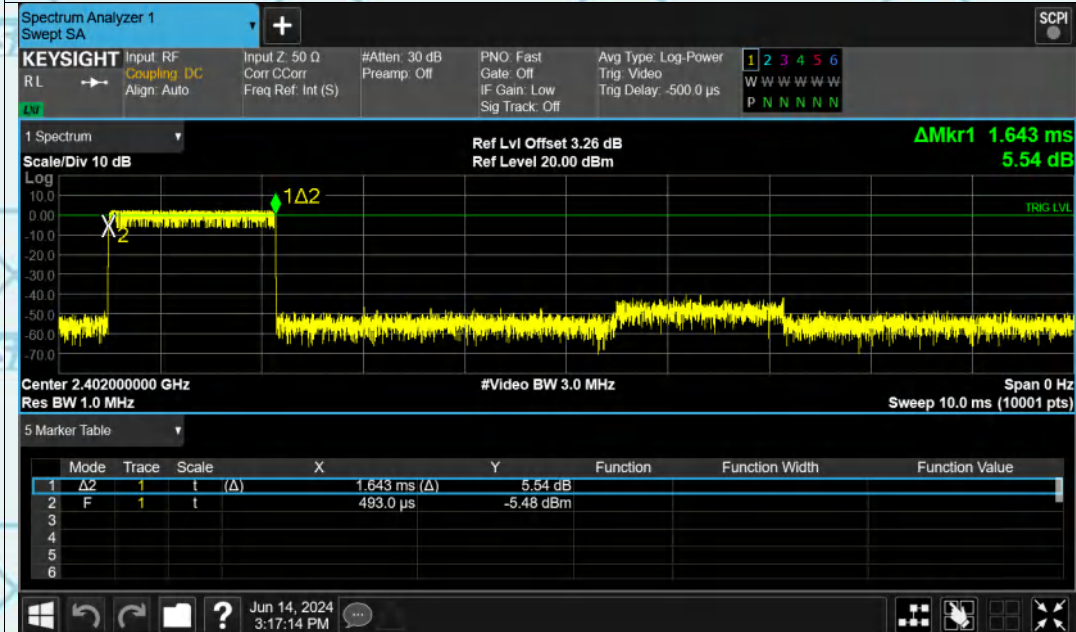 Spectrum Analyzer 1
Swept SA
+
SCPI
KEYSIGHT Input: RF Input Z: 50 Ω #Atten: 30 dB PNO: Fast Avg Type: Log-Power 1 2 3 4 5 6
RL Coupling: DC Corr CCorr Preamp: Off Gate: Off Trig: Video W W W W W W
Align: Auto Freq Ref: Int (S) IF Gain: Low Trig Delay: -500.0 µs P N N N N N
LNI Sig Track: Off
1 Spectrum
Ref Lvl Offset 3.26 dB ΔMkr1 1.643 ms
Scale/Div 10 dB Ref Level 20.00 dBm 5.54 dB
Log
10.0 1Δ2
0.00 TRIG LVL
-10.0 X2
-20.0
-30.0
-40.0
-50.0
-60.0
-70.0
Center 2.402000000 GHz #Video BW 3.0 MHz Span 0 Hz
Res BW 1.0 MHz Sweep 10.0 ms (10001 pts)
5 Marker Table
Mode Trace Scale X Y Function Function Width Function Value
1 Δ2 1 t (Δ) 1.643 ms (Δ) 5.54 dB
2 F 1 t 493.0 µs -5.48 dBm
3
4
5
6
? Jun 14, 2024
3:17:14 PM